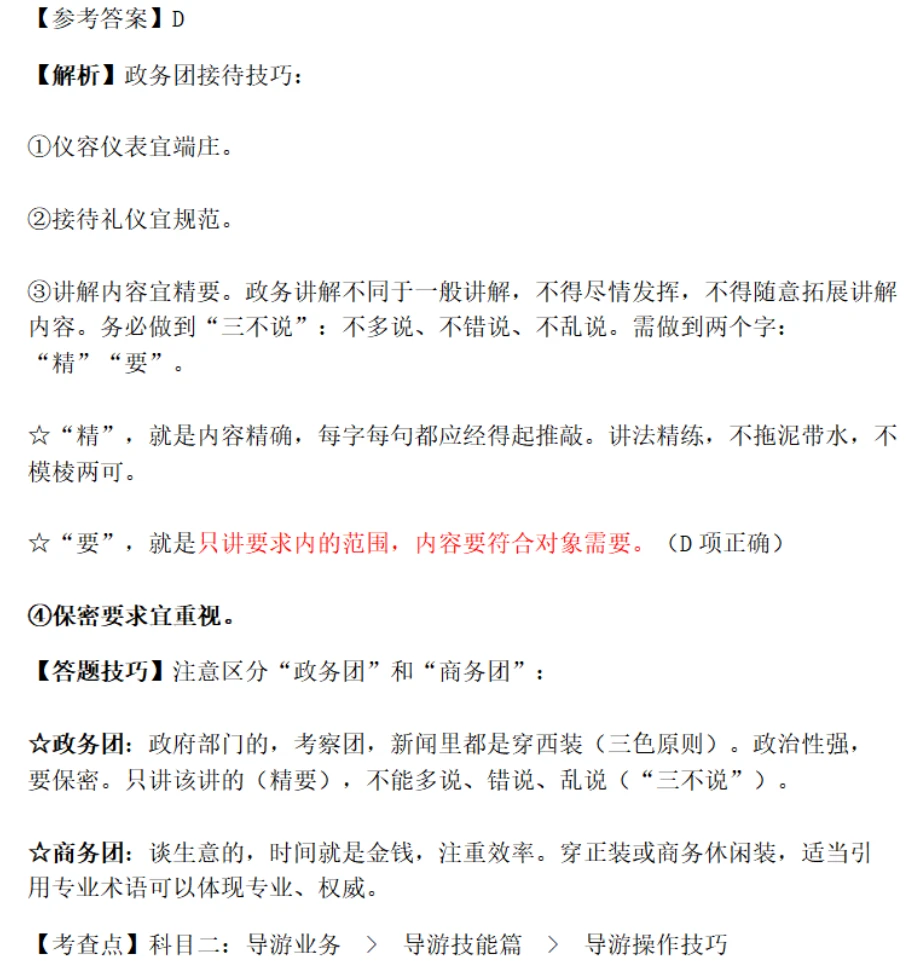 【参考答案】D
【解析】政务团接待技巧：
①仪容仪表宜端庄。
②接待礼仪宜规范。
③讲解内容宜精要。政务讲解不同于一般讲解，不得尽情发挥，不得随意拓展讲解
内容。务必做到“三不说”：不多说、不错说、不乱说。需做到两个字：
“精”“要”。
☆“精”，就是内容精确，每字每句都应经得起推敲。讲法精练，不拖泥带水，不
模棱两可。
☆“要”，就是只讲要求内的范围，内容要符合对象需要。（D 项正确）
④保密要求宜重视。
【答题技巧】注意区分“政务团”和“商务团”：
☆政务团：政府部门的，考察团，新闻里都是穿西装（三色原则）。政治性强，
要保密。只讲该讲的（精要），不能多说、错说、乱说（“三不说”）。
☆商务团：谈生意的，时间就是金钱，注重效率。穿正装或商务休闲装，适当引
用专业术语可以体现专业、权威。
【考查点】科目二：导游业务 > 导游技能篇 > 导游操作技巧